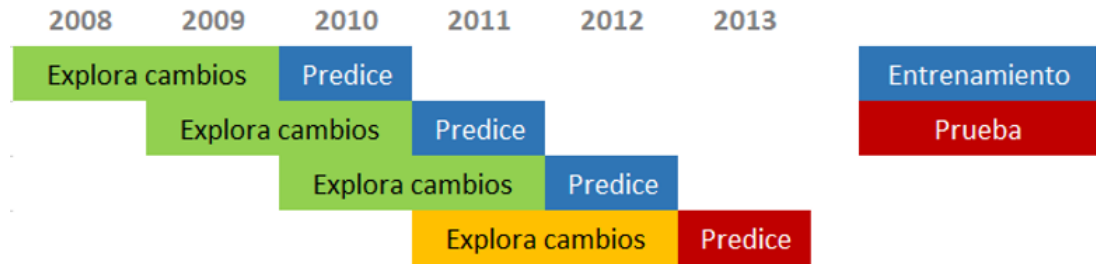 2008 2009 2010 2011 2012 2013
Explora cambios Predice Entrenamiento
Explora cambios Predice Prueba
Explora cambios Predice
Explora cambios Predice